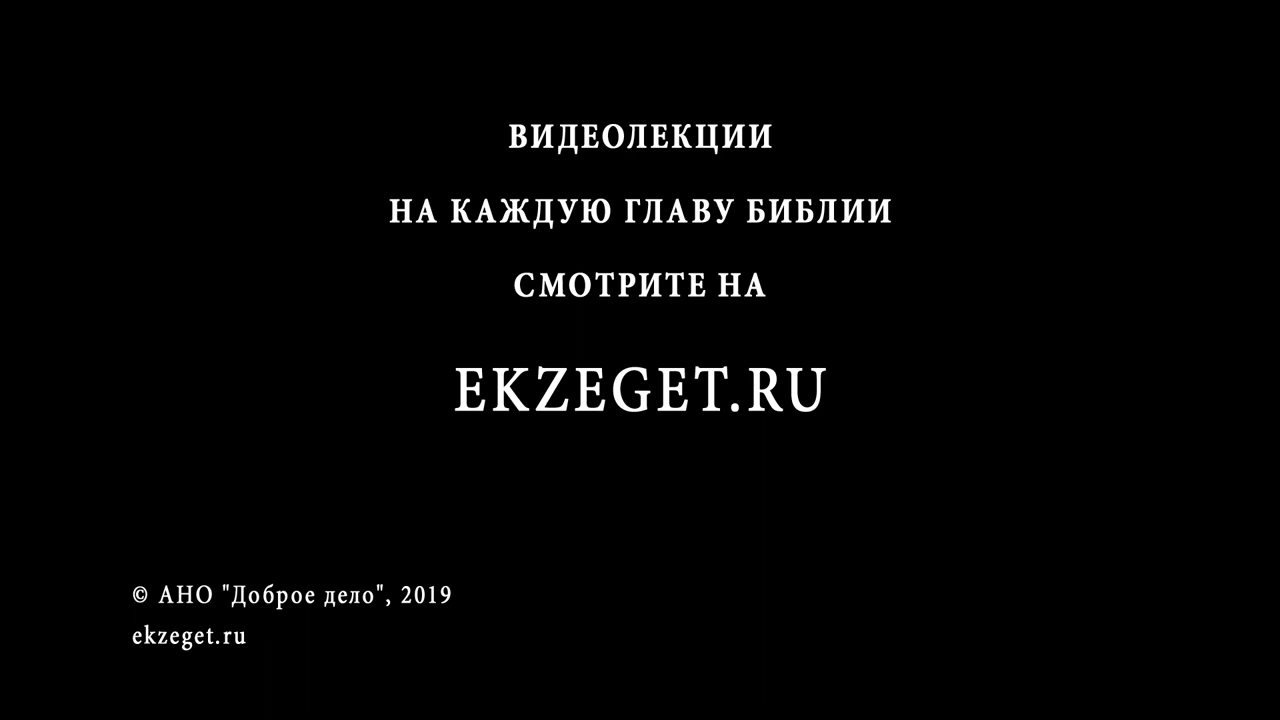 ВИДЕОЛЕКЦИИ
НА КАЖДУЮ ГЛАВУ БИБЛИИ
СМОТРИТЕ НА
EKZEGET.RU
© АНО "Доброе дело", 2019
ekzeget.ru